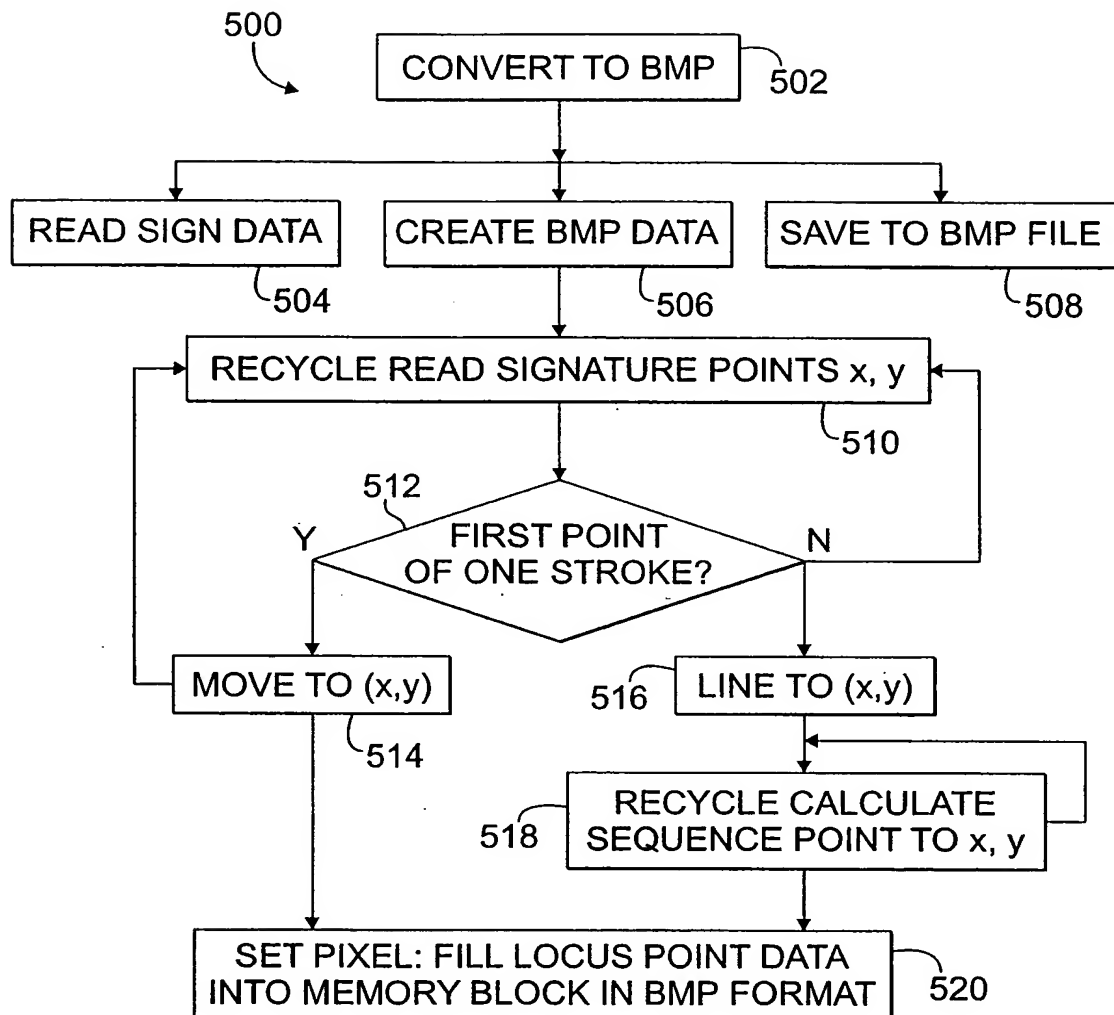 500
CONVERT TO BMP
502
READ SIGN DATA
CREATE BMP DATA
SAVE TO BMP FILE
504
506
508
RECYCLE READ SIGNATURE POINTS x, y
510
512
Y
FIRST POINT
OF ONE STROKE?
N
MOVE TO (x,y)
514
516
LINE TO (x,y)
518
RECYCLE CALCULATE
SEQUENCE POINT TO x, y
SET PIXEL: FILL LOCUS POINT DATA
INTO MEMORY BLOCK IN BMP FORMAT
520